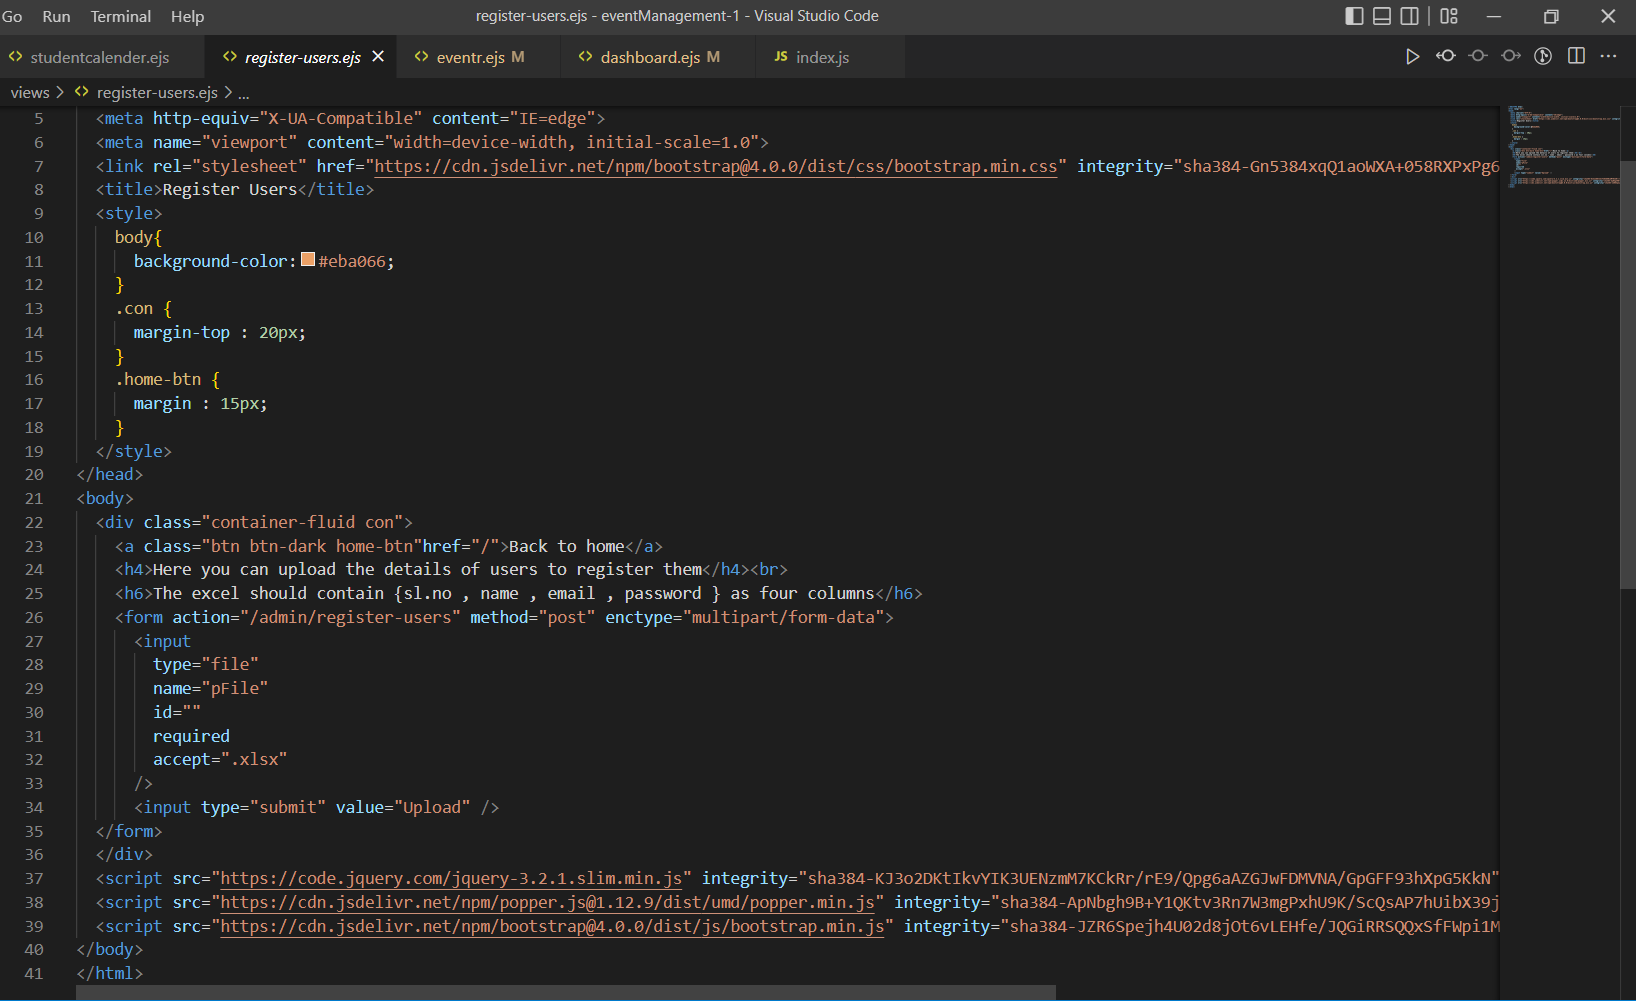 Go Run Terminal Help register-users.ejs - eventManagement-1 - Visual Studio Code
studentcalender.ejs register-users.ejs eventr.ejs M dashboard.ejs M JS index.js
views > register-users.ejs > ...
5 <meta http-equiv="X-UA-Compatible" content="IE=edge">
6 <meta name="viewport" content="width=device-width, initial-scale=1.0">
7 <link rel="stylesheet" href="https://cdn.jsdelivr.net/npm/bootstrap@4.0.0/dist/css/bootstrap.min.css" integrity="sha384-Gn5384xqQ1aoWXA+058RXPxPg6
8 <title>Register Users</title>
9 <style>
10 body{
11 background-color: #eba066;
12 }
13 .con {
14 margin-top : 20px;
15 }
16 .home-btn {
17 margin : 15px;
18 }
19 </style>
20 </head>
21 <body>
22 <div class="container-fluid con">
23 <a class="btn btn-dark home-btn"href="/">Back to home</a>
24 <h4>Here you can upload the details of users to register them</h4><br>
25 <h6>The excel should contain {sl.no , name , email , password } as four columns</h6>
26 <form action="/admin/register-users" method="post" enctype="multipart/form-data">
27 <input
28 type="file"
29 name="pFile"
30 id=""
31 required
32 accept=".xlsx"
33 />
34 <input type="submit" value="Upload" />
35 </form>
36 </div>
37 <script src="https://code.jquery.com/jquery-3.2.1.slim.min.js" integrity="sha384-KJ3o2DKtIkvYIK3UENzmM7KCkRr/rE9/Qpg6aAZGJwFDMVNA/GpGFF93hXpG5KkN"
38 <script src="https://cdn.jsdelivr.net/npm/popper.js@1.12.9/dist/umd/popper.min.js" integrity="sha384-ApNbgh9B+Y1QKtv3Rn7W3mgPxhU9K/ScQsAP7hUibX39j
39 <script src="https://cdn.jsdelivr.net/npm/bootstrap@4.0.0/dist/js/bootstrap.min.js" integrity="sha384-JZR6Spejh4U02d8jOt6vLEHfe/JQGiRRSQQxSfFWpi1M
40 </body>
41 </html>